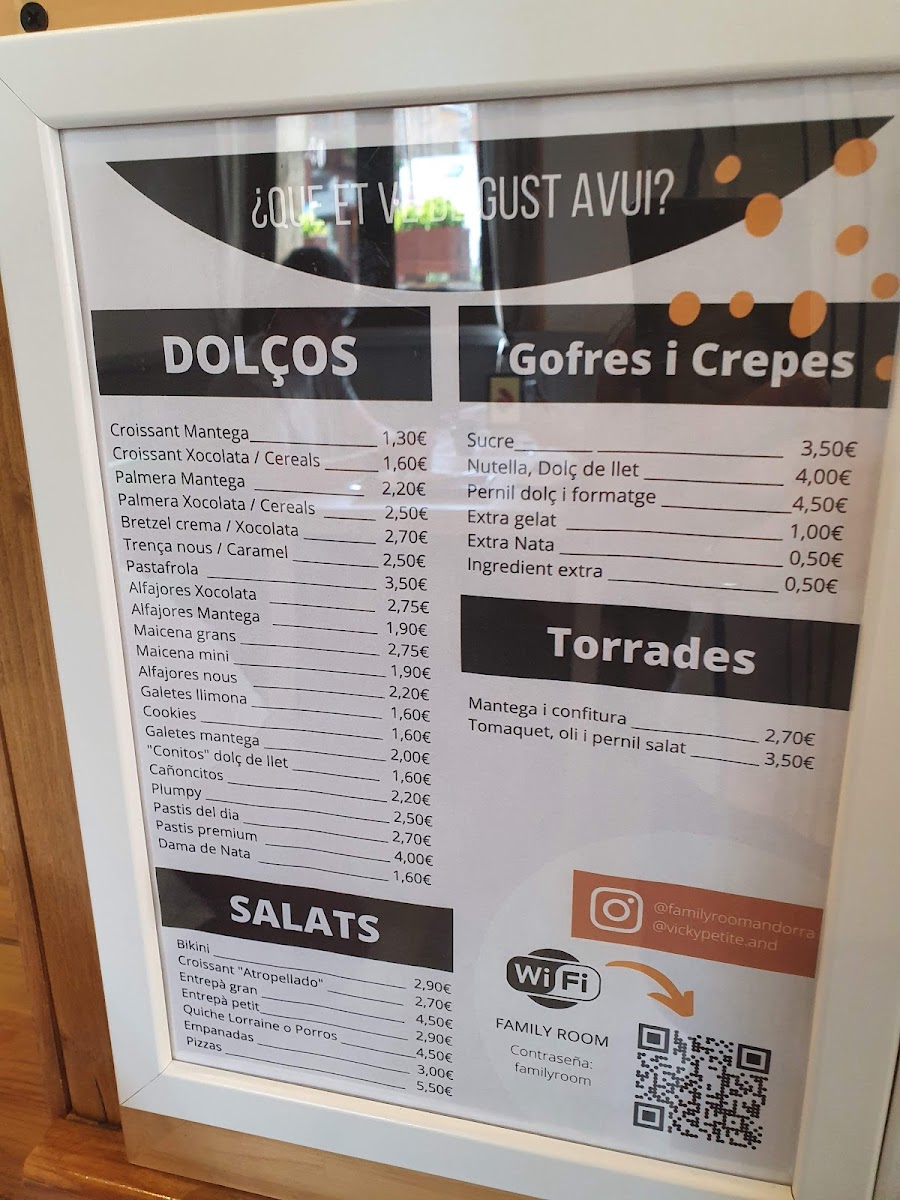 ¿QUE ET VE DE GUST AVUI?
DOLÇOS
Croissant Mantega 1,30€
Croissant Xocolata / Cereals 1,60€
Palmera Mantega 2,20€
Palmera Xocolata / Cereals 2,50€
Bretzel crema / Xocolata 2,70€
Trença nous / Caramel 2,50€
Pastafrola 3,50€
Alfajores Xocolata 2,75€
Alfajores Mantega 1,90€
Maicena grans 2,75€
Maicena mini 1,90€
Alfajores nous 2,20€
Galetes llimona 1,60€
Cookies 1,60€
Galetes mantega 2,00€
"Conitos" dolç de llet 1,60€
Cañoncitos 2,20€
Plumpy 2,50€
Pastis del dia 2,70€
Pastis premium 4,00€
Dama de Nata 1,60€
SALATS
Bikini 2,90€
Croissant "Atropellado" 2,70€
Entrepà gran 4,50€
Entrepà petit 2,90€
Quiche Lorraine o Porros 4,50€
Empanadas 3,00€
Pizzas 5,50€
Gofres i Crepes
Sucre 3,50€
Nutella, Dolç de llet 4,00€
Pernil dolç i formatge 4,50€
Extra gelat 1,00€
Extra Nata 0,50€
Ingredient extra 0,50€
Torrades
Mantega i confitura 2,70€
Tomaquet, oli i pernil salat 3,50€
@familyroomandorra
@vickypetite.and
Wi Fi
FAMILY ROOM
Contraseña:
familyroom